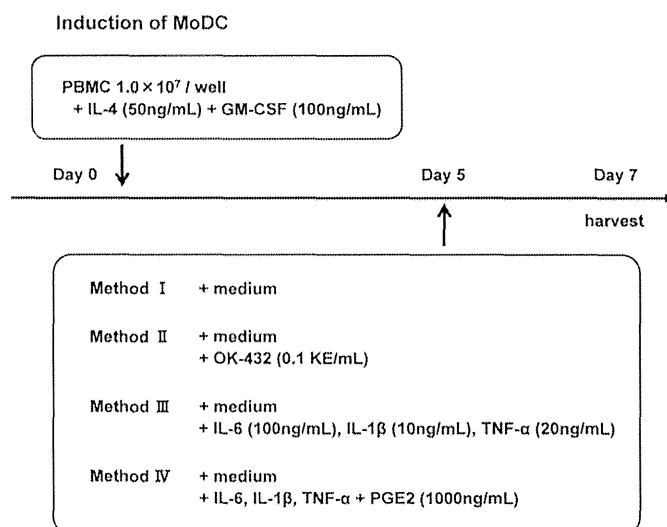 Induction of MoDC
PBMC 1.0×10⁷ / well
+ IL-4 (50ng/mL) + GM-CSF (100ng/mL)
Day 0 Day 5 Day 7
harvest
Method Ⅰ + medium
Method Ⅱ + medium
+ OK-432 (0.1 KE/mL)
Method Ⅲ + medium
+ IL-6 (100ng/mL), IL-1β (10ng/mL), TNF-α (20ng/mL)
Method Ⅳ + medium
+ IL-6, IL-1β, TNF-α + PGE2 (1000ng/mL)